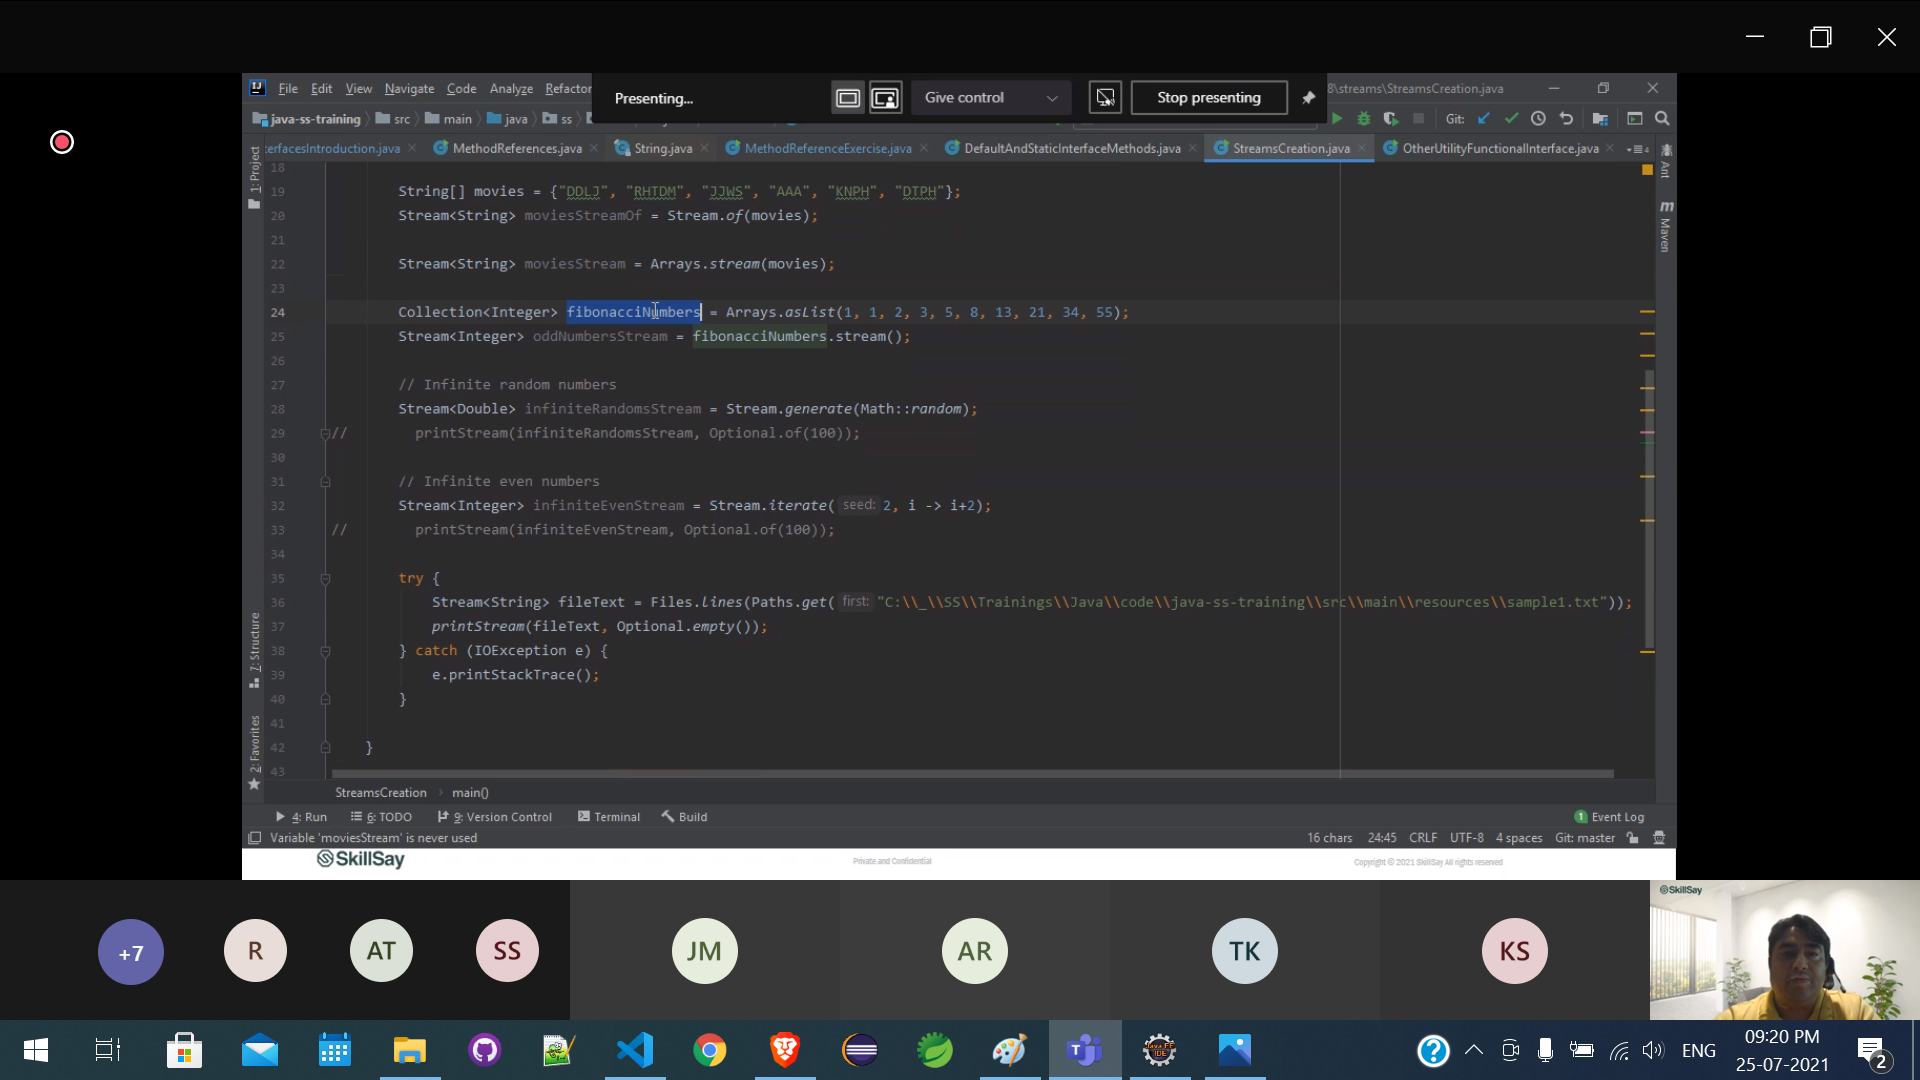 File Edit View Navigate Code Analyze Refactor
Presenting...
Give control
Stop presenting
8\streams\StreamsCreation.java
java-ss-training src main java ss
Git:
erfacesIntroduction.java MethodReferences.java String.java MethodReferenceExercise.java DefaultAndStaticInterfaceMethods.java StreamsCreation.java OtherUtilityFunctionalInterface.java
1: Project
Ant
Maven
7: Structure
2: Favorites
18
19 String[] movies = {"DDLJ", "RHTDM", "JJWS", "AAA", "KNPH", "DTPH"};
20 Stream<String> moviesStreamOf = Stream.of(movies);
21
22 Stream<String> moviesStream = Arrays.stream(movies);
23
24 Collection<Integer> fibonacciNumbers = Arrays.asList(1, 1, 2, 3, 5, 8, 13, 21, 34, 55);
25 Stream<Integer> oddNumbersStream = fibonacciNumbers.stream();
26
27 // Infinite random numbers
28 Stream<Double> infiniteRandomsStream = Stream.generate(Math::random);
29 // printStream(infiniteRandomsStream, Optional.of(100));
30
31 // Infinite even numbers
32 Stream<Integer> infiniteEvenStream = Stream.iterate( seed: 2, i -> i+2);
33 // printStream(infiniteEvenStream, Optional.of(100));
34
35 try {
36 Stream<String> fileText = Files.lines(Paths.get( first: "C:\\_\\SS\\Trainings\\Java\\code\\java-ss-training\\src\\main\\resources\\sample1.txt"));
37 printStream(fileText, Optional.empty());
38 } catch (IOException e) {
39 e.printStackTrace();
40 }
41
42 }
43
StreamsCreation main()
4: Run 6: TODO 9: Version Control Terminal Build 1 Event Log
Variable 'moviesStream' is never used 16 chars 24:45 CRLF UTF-8 4 spaces Git: master
SkillSay Private and Confidential Copyright © 2021 SkillSay All rights reserved
+7 R AT SS JM AR TK KS
SkillSay
ENG
09:20 PM
25-07-2021
2